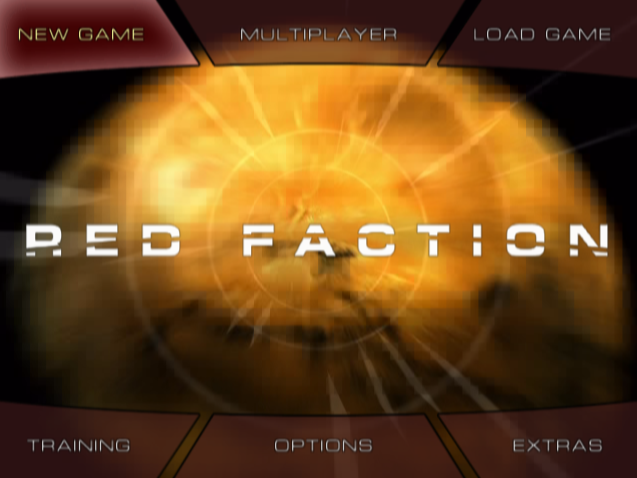 NEW GAME
MULTIPLAYER
LOAD GAME
RED FACTION
TRAINING
OPTIONS
EXTRAS